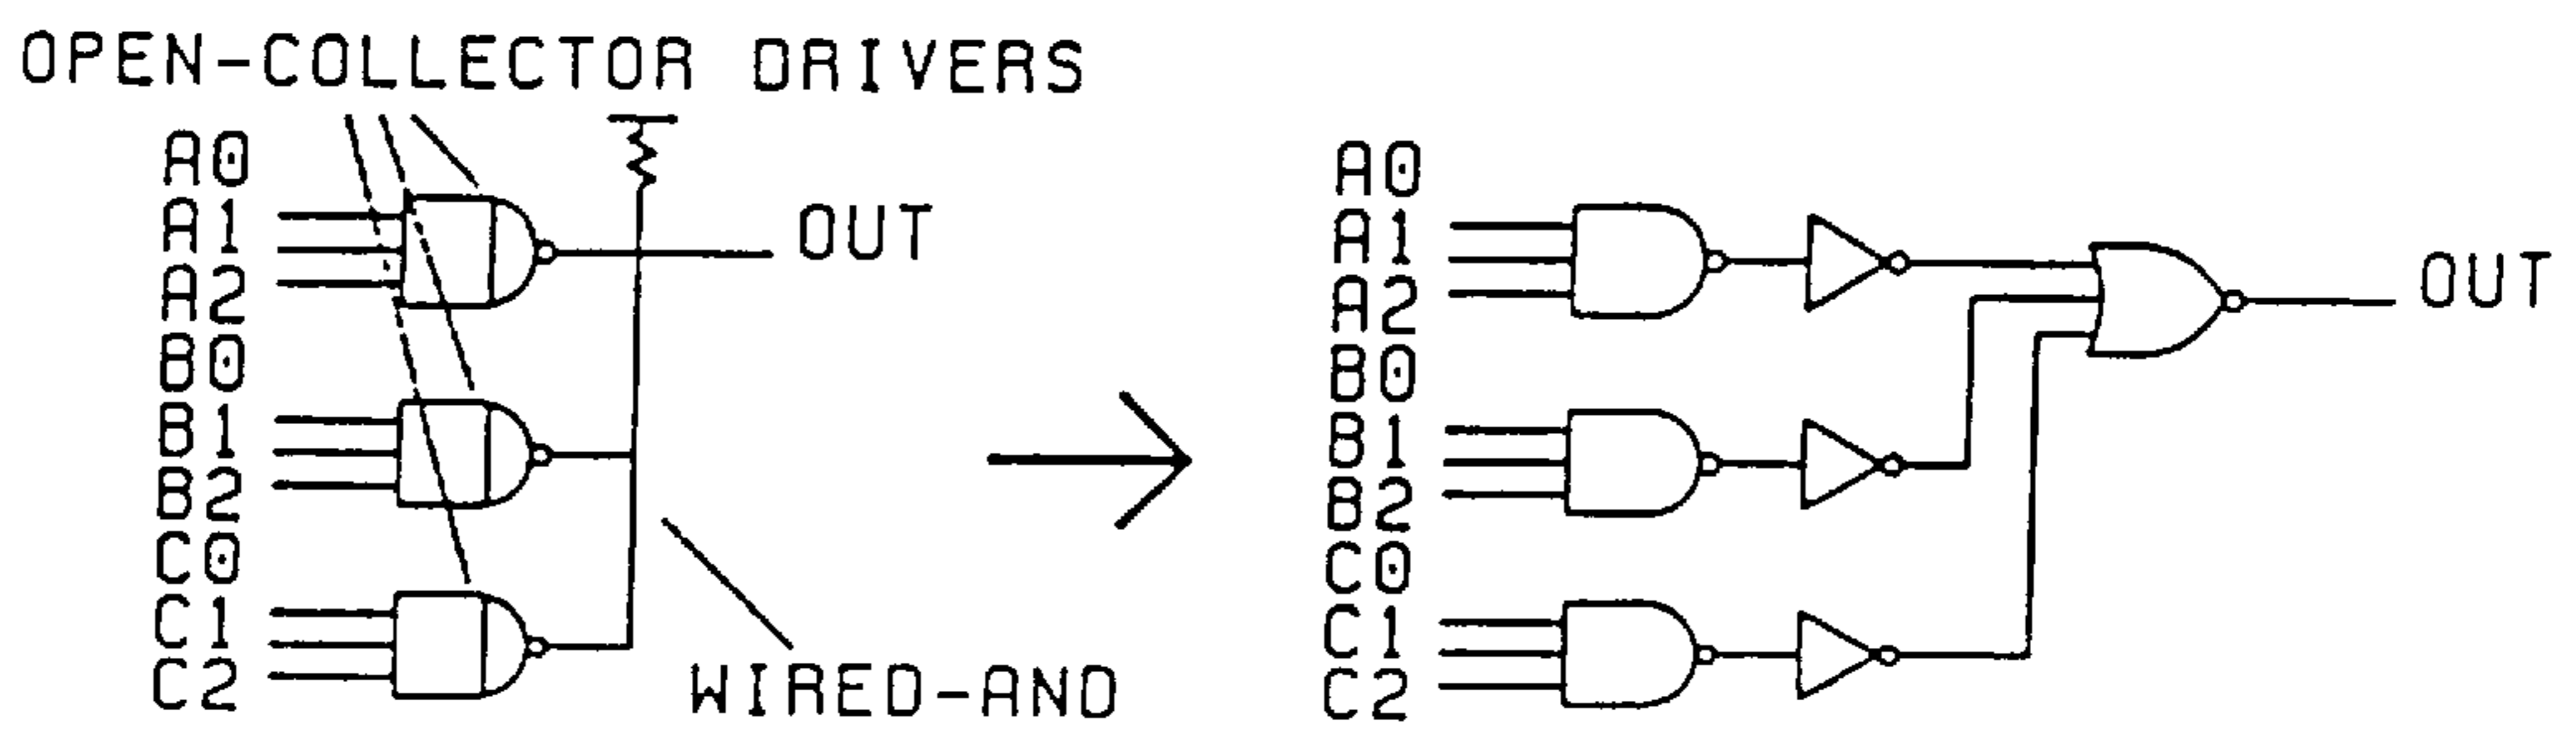 OPEN-COLLECTOR DRIVERS
A0
A1
A2
B0
B1
B2
C0
C1
C2
OUT
WIRED-AND
A0
A1
A2
B0
B1
B2
C0
C1
C2
OUT